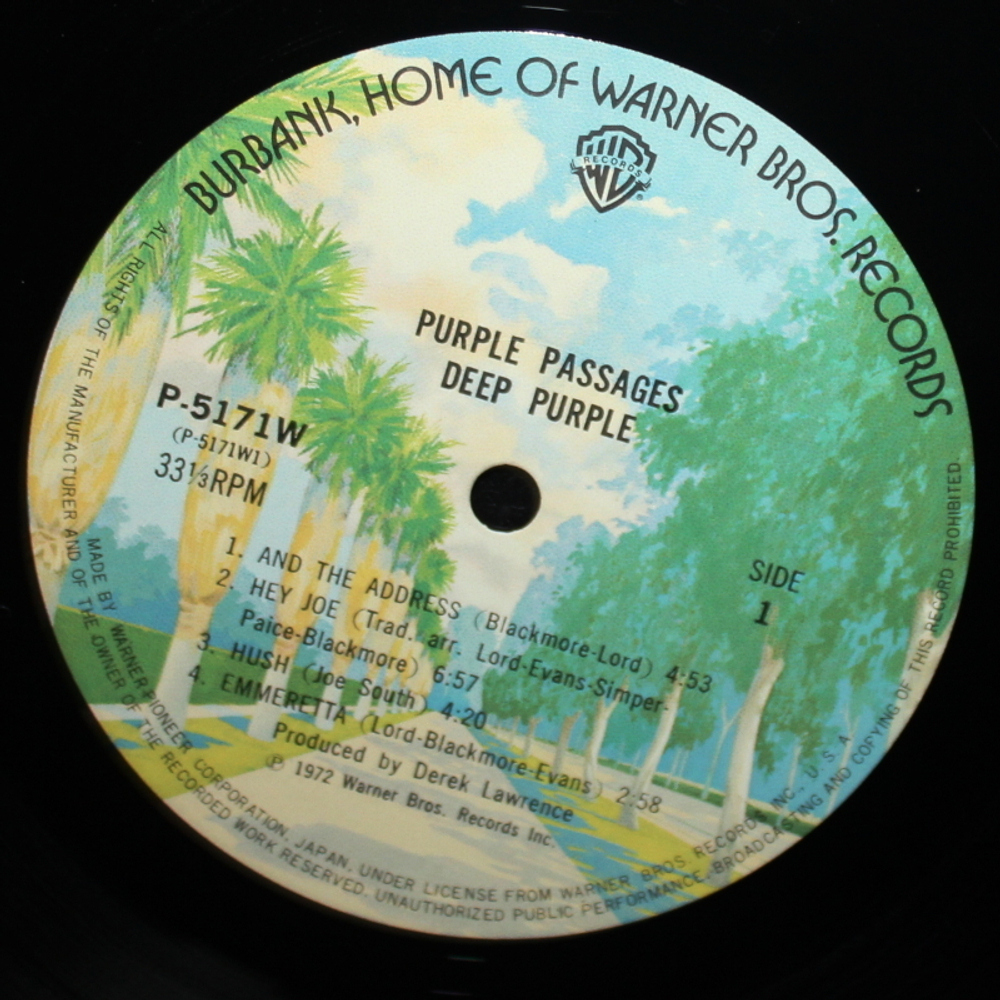 BURBANK, HOME OF WARNER BROS. RECORDS
W
RECORDS
®
PURPLE PASSAGES
DEEP PURPLE
P-5171W
(P-5171W1)
33⅓RPM
SIDE
1
1. AND THE ADDRESS (Blackmore-Lord) 4:53
2. HEY JOE (Trad. arr. Lord-Evans-Simper-
Paice-Blackmore) 6:57
3. HUSH (Joe South) 4:20
4. EMMERETTA (Lord-Blackmore-Evans) 2:58
Produced by Derek Lawrence
℗ 1972 Warner Bros. Records Inc.
MADE BY WARNER PIONEER CORPORATION, JAPAN. UNDER LICENSE FROM WARNER BROS. RECORDS, INC., U. S. A
ALL RIGHTS OF THE MANUFACTURER AND OF THE OWNER OF THE RECORDED WORK RESERVED. UNAUTHORIZED PUBLIC PERFORMANCE, BROADCASTING AND COPYING OF THIS RECORD PROHIBITED.